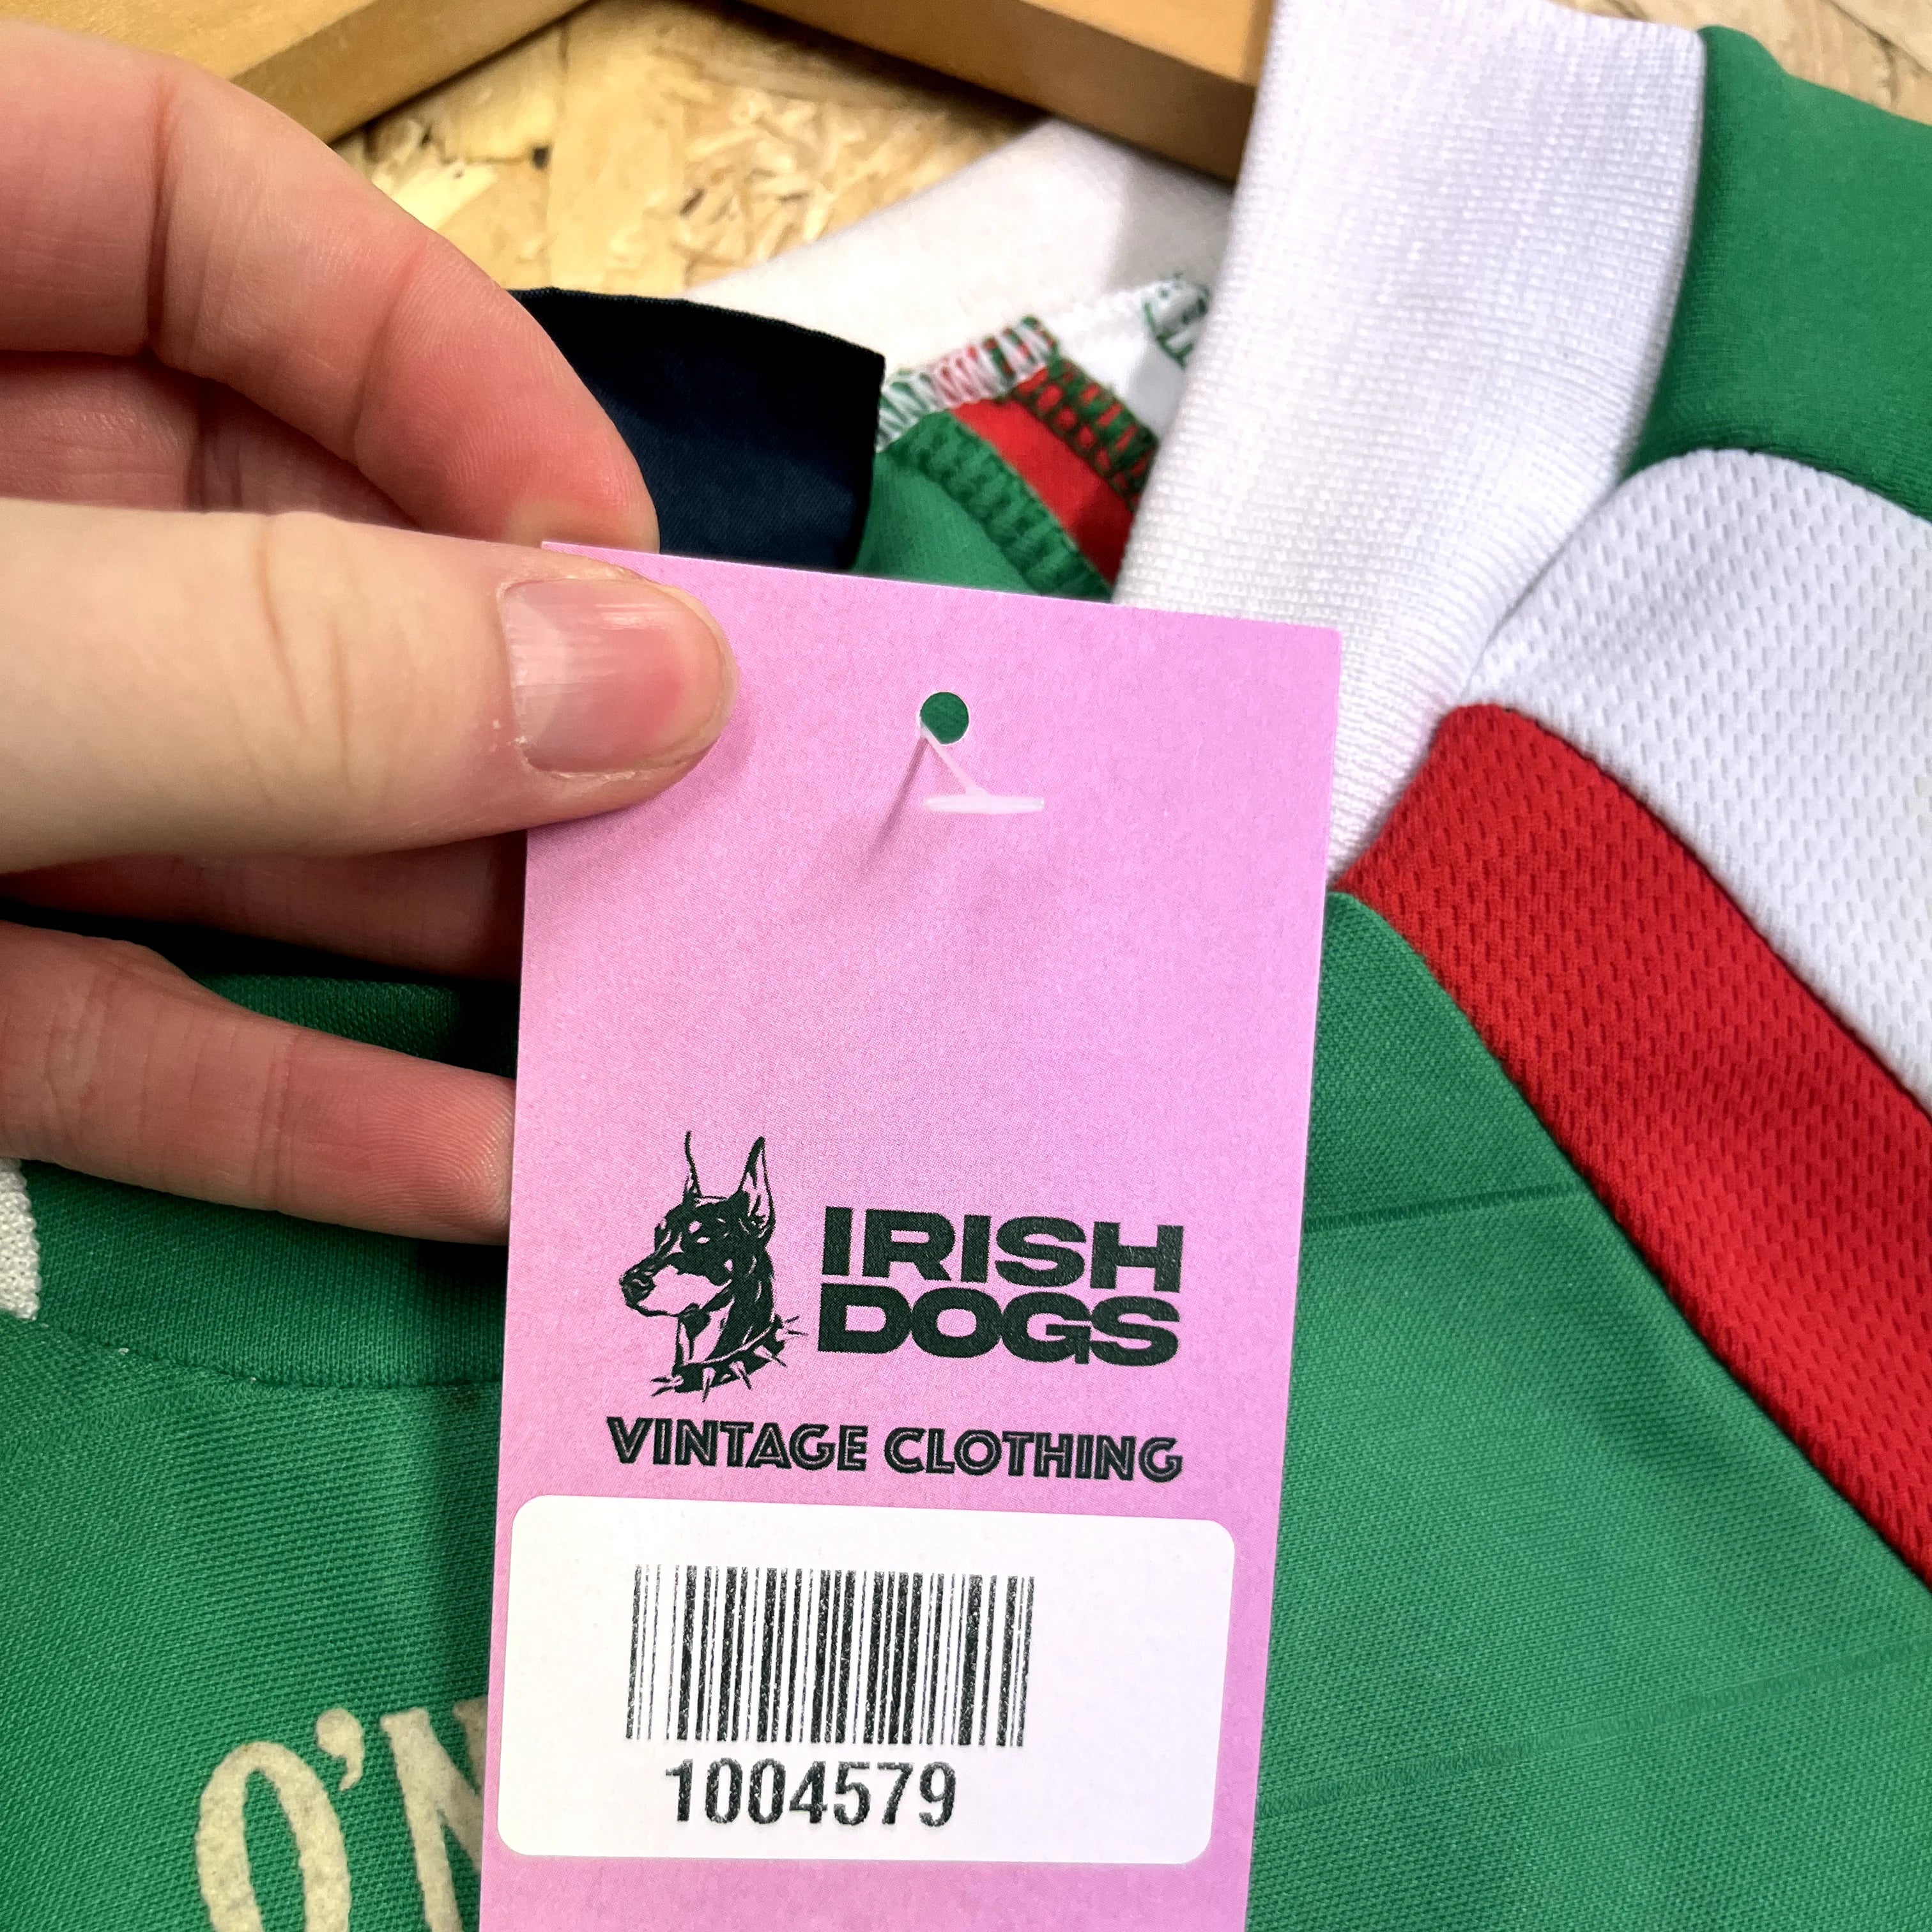 IRISH
DOGS
VINTAGE CLOTHING
1004579
O'N